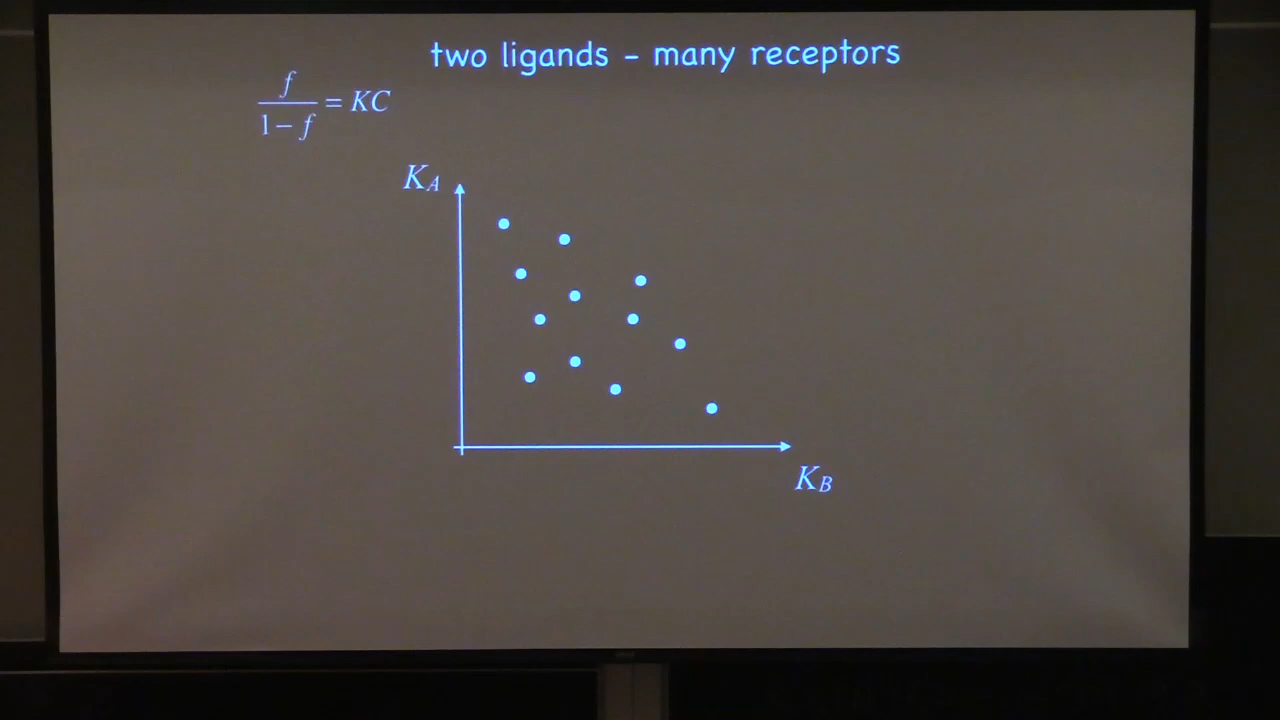 two ligands - many receptors
f / 1 - f = KC
K_A
K_B